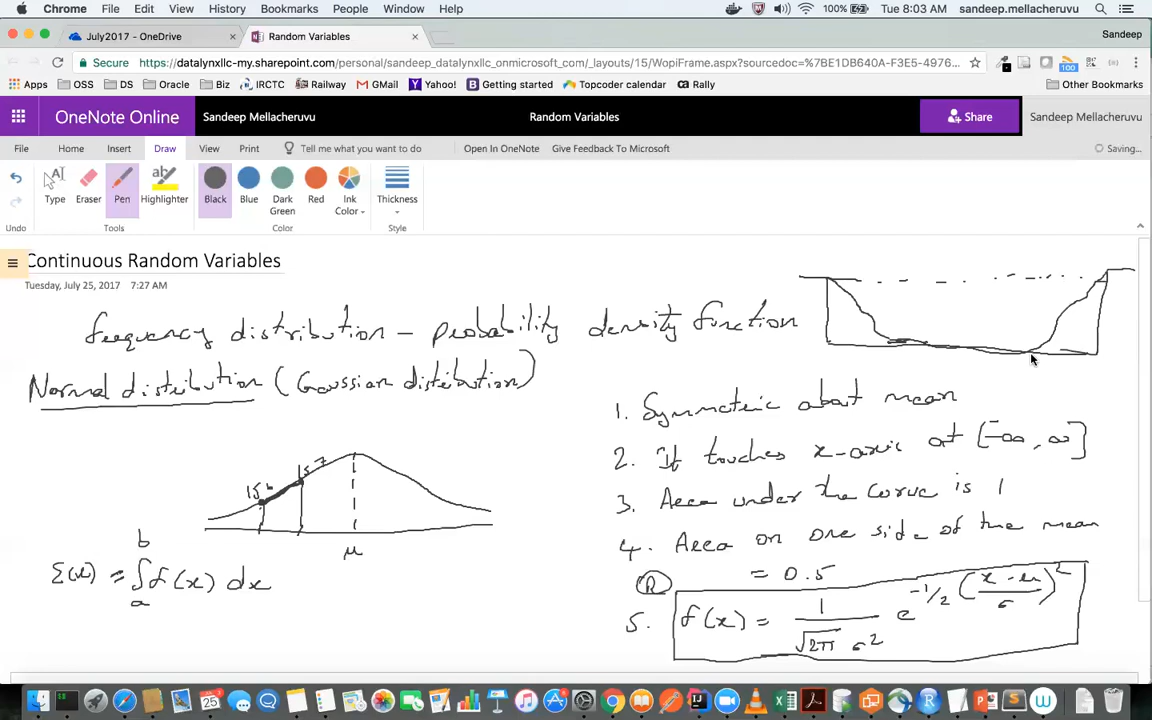 Chrome File Edit View History Bookmarks People Window Help 100% Tue 8:03 AM sandeep.mellacheruvu
July2017 - OneDrive Random Variables Sandeep
Secure https://datalynxllc-my.sharepoint.com/personal/sandeep_datalynxllc_onmicrosoft_com/_layouts/15/WopiFrame.aspx?sourcedoc=%7BE1DB640A-F3E5-4976... 100
Apps OSS DS Oracle Biz IRCTC Railway GMail Yahoo! Getting started Topcoder calendar Rally Other Bookmarks
OneNote Online Sandeep Mellacheruvu Random Variables Share Sandeep Mellacheruvu
File Home Insert Draw View Print Tell me what you want to do Open In OneNote Give Feedback To Microsoft Saving...
Type Eraser Pen Highlighter Black Blue Dark Green Red Ink Color Thickness
Undo Tools Color Style
Continuous Random Variables
Tuesday, July 25, 2017 7:27 AM
frequency distribution – probability density function
Normal distribution (Gaussian distribution)
1. Symmetric about mean
2. It touches x-axis at [-∞, ∞]
3. Area under the curve is 1
4. Area on one side of the mean
= 0.5
156 157
μ
b
Σ(x) = ∫ f(x) dx
a
5. f(x) = 1 / √2π σ² e^-1/2 (x-μ/σ)²
25